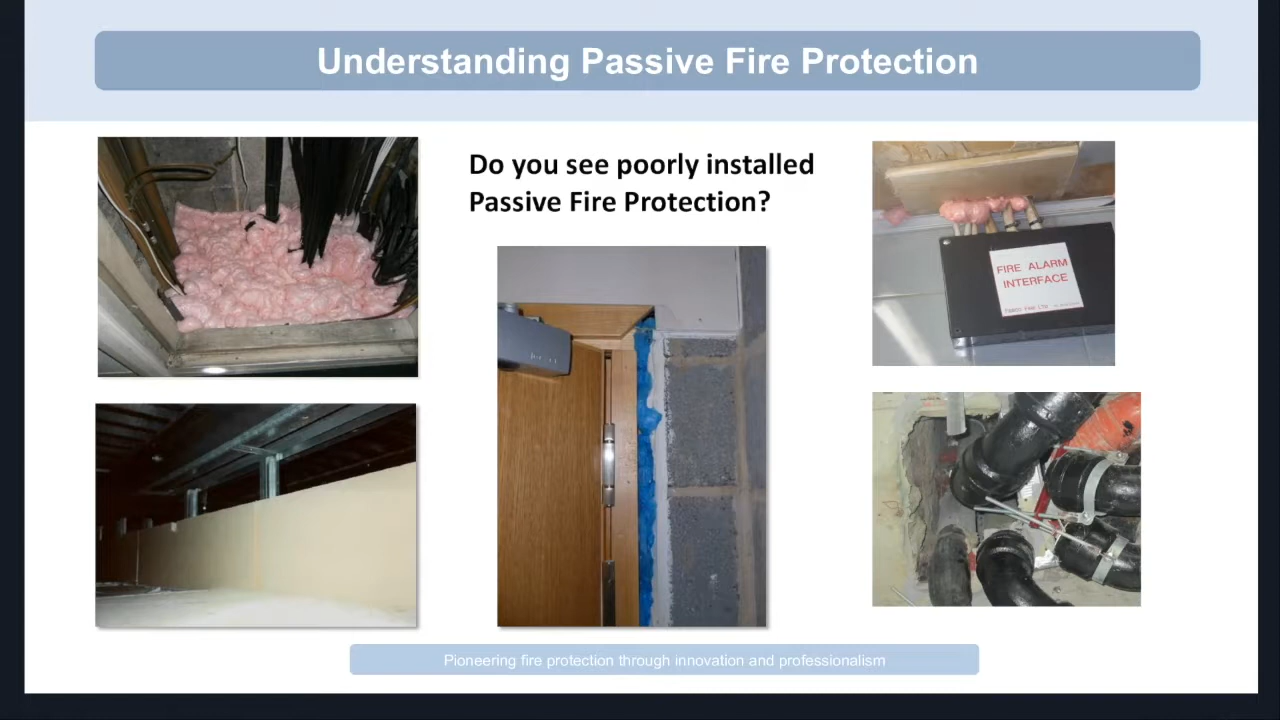 Understanding Passive Fire Protection
Do you see poorly installed
Passive Fire Protection?
FIRE ALARM
INTERFACE
Pioneering fire protection through innovation and professionalism